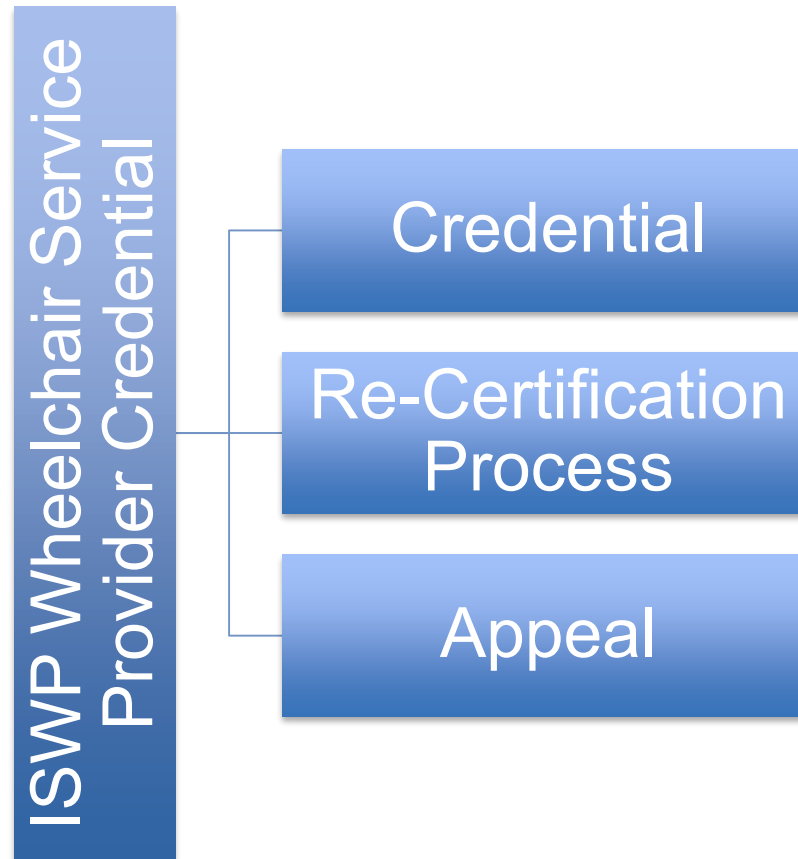 ISWP Wheelchair Service
Provider Credential
Credential
Re-Certification
Process
Appeal